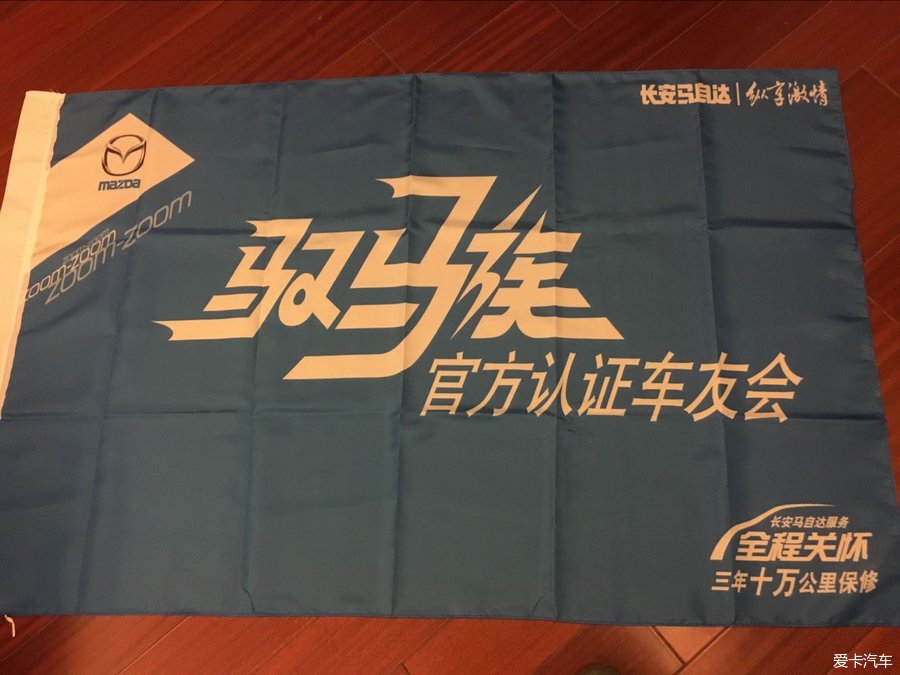 长安马自达|纵享激情
mazda
zoom-zoom
zoom-zoom
驭马族
官方认证车友会
长安马自达服务
全程关怀
三年十万公里保修
爱卡汽车